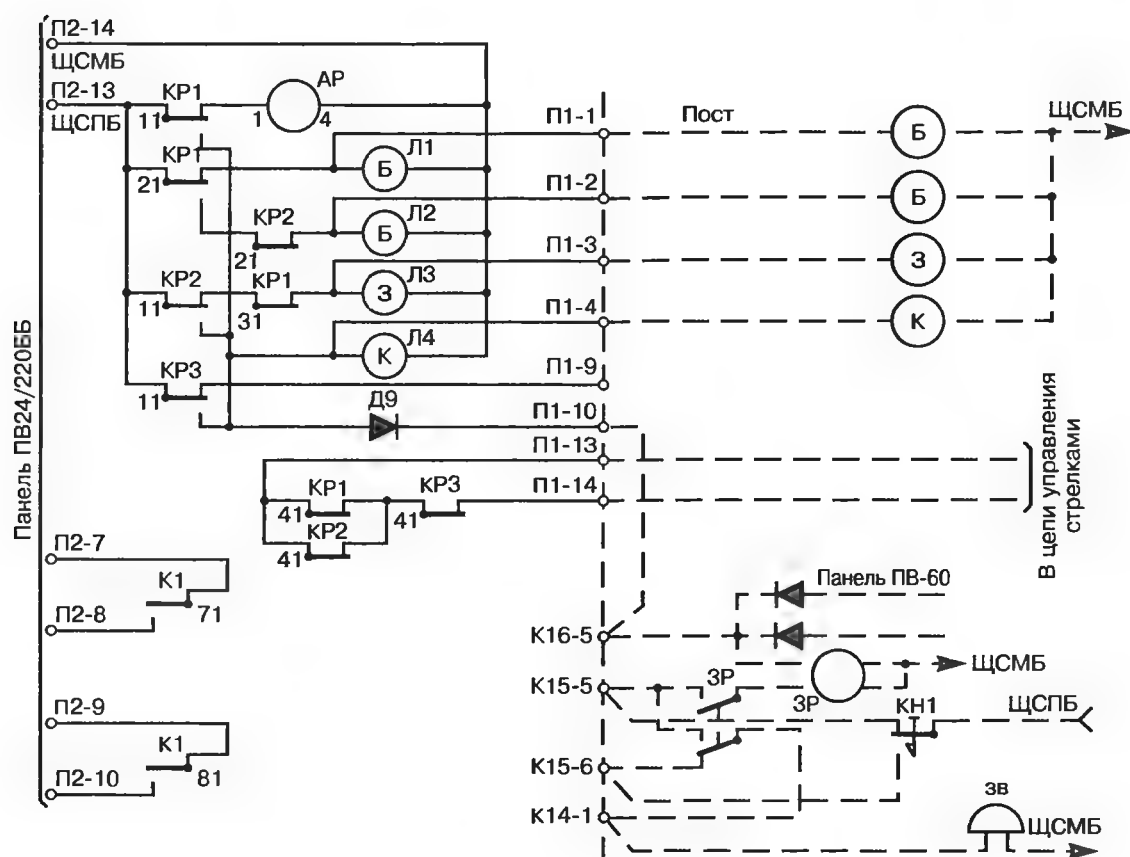 П2-14
ЩСМБ
П2-13
ЩСПБ
КР1
11
АР
1
4
П1-1
Пост
Б
ЩСМБ
КР1
21
Л1
Б
П1-2
Б
КР2
21
Л2
Б
П1-3
З
КР2
11
КР1
31
Л3
З
П1-4
К
Л4
К
КР3
11
П1-9
Д9
П1-10
П1-13
КР1
41
КР3
41
П1-14
КР2
41
В цепи управления
стрелками
Панель ПВ24/220ББ
П2-7
К1
71
П2-8
Панель ПВ-60
К16-5
ЩСМБ
К15-5
ЗР
ЗР
КН1
ЩСПБ
П2-9
К1
81
П2-10
К15-6
К14-1
ЗВ
ЩСМБ